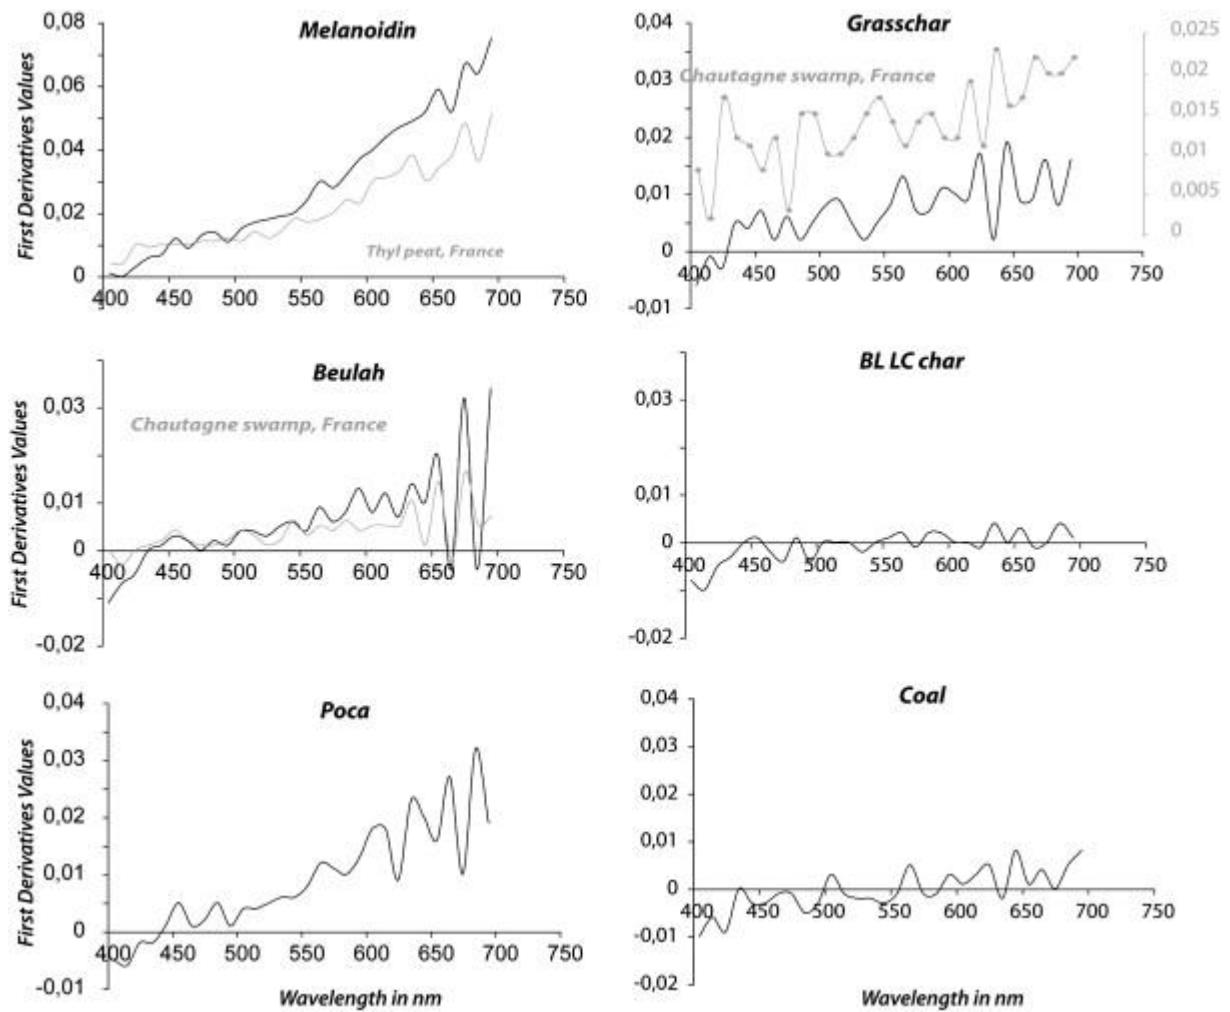 Melanoidin
First Derivatives Values
0,08
0,06
0,04
0,02
0
Thyl peat, France
400 450 500 550 600 650 700 750
Grasschar
Chautagne swamp, France
0,04
0,03
0,02
0,01
0
-0,01
0,025
0,02
0,015
0,01
0,005
0
400 450 500 550 600 650 700 750
Beulah
Chautagne swamp, France
First Derivatives Values
0,03
0,01
0
-0,02
400 450 500 550 600 650 700 750
BL LC char
0,03
0,01
0
-0,02
400 450 500 550 600 650 700 750
Poca
First Derivatives Values
0,04
0,03
0,02
0,01
0
-0,01
400 450 500 550 600 650 700 750
Wavelength in nm
Coal
0,04
0,03
0,02
0,01
0
-0,01
-0,02
400 450 500 550 600 650 700 750
Wavelength in nm